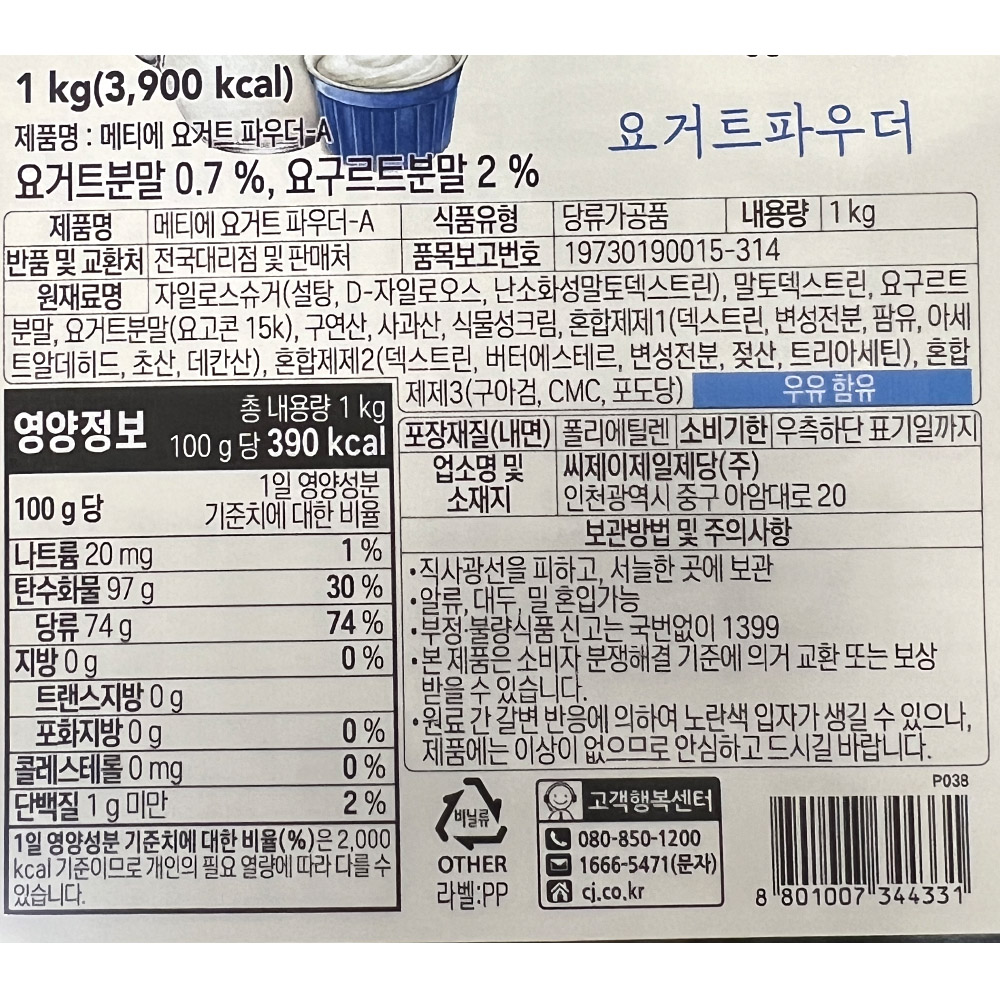 1 kg(3,900 kcal)
제품명 : 메티에 요거트 파우더-A
요거트분말 0.7 %, 요구르트분말 2 %
요거트파우더
제품명 메티에 요거트 파우더-A 식품유형 당류가공품 내용량 1 kg
반품 및 교환처 전국대리점 및 판매처 품목보고번호 19730190015-314
원재료명 자일로스슈거(설탕, D-자일로오스, 난소화성말토덱스트린), 말토덱스트린, 요구르트
분말, 요거트분말(요고콘 15k), 구연산, 사과산, 식물성크림, 혼합제제1(덱스트린, 변성전분, 팜유, 아세
트알데히드, 초산, 데칸산), 혼합제제2(덱스트린, 버터에스테르, 변성전분, 젖산, 트리아세틴), 혼합
제제3(구아검, CMC, 포도당) 우유 함유
영양정보 총 내용량 1 kg
100 g 당 390 kcal
100 g 당 1일 영양성분
기준치에 대한 비율
나트륨 20 mg 1 %
탄수화물 97 g 30 %
당류 74 g 74 %
지방 0 g 0 %
트랜스지방 0 g
포화지방 0 g 0 %
콜레스테롤 0 mg 0 %
단백질 1 g 미만 2 %
1일 영양성분 기준치에 대한 비율(%)은 2,000
kcal 기준이므로 개인의 필요 열량에 따라 다를 수
있습니다.
포장재질(내면) 폴리에틸렌 소비기한 우측하단 표기일까지
업소명 및
소재지
씨제이제일제당(주)
인천광역시 중구 아암대로 20
보관방법 및 주의사항
•직사광선을 피하고, 서늘한 곳에 보관
•알류, 대두, 밀 혼입가능
•부정·불량식품 신고는 국번없이 1399
•본 제품은 소비자 분쟁해결 기준에 의거 교환 또는 보상
받을 수 있습니다.
•원료 간 갈변 반응에 의하여 노란색 입자가 생길 수 있으나,
제품에는 이상이 없으므로 안심하고 드시길 바랍니다.
비닐류
OTHER
라벨:PP
고객행복센터
080-850-1200
1666-5471(문자)
cj.co.kr
P038
8 801007 344331